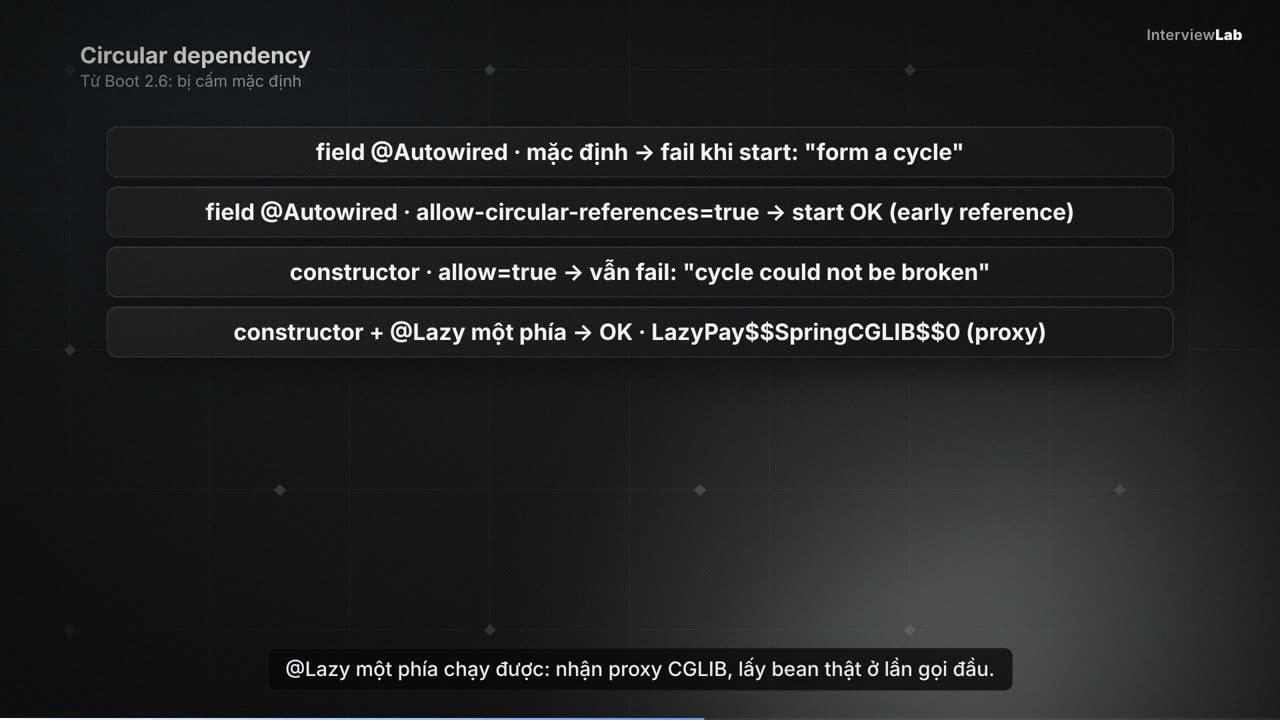 InterviewLab
Circular dependency
Từ Boot 2.6: bị cấm mặc định
field @Autowired · mặc định → fail khi start: "form a cycle"
field @Autowired · allow-circular-references=true → start OK (early reference)
constructor · allow=true → vẫn fail: "cycle could not be broken"
constructor + @Lazy một phía → OK · LazyPay$$SpringCGLIB$$0 (proxy)
@Lazy một phía chạy được: nhận proxy CGLIB, lấy bean thật ở lần gọi đầu.